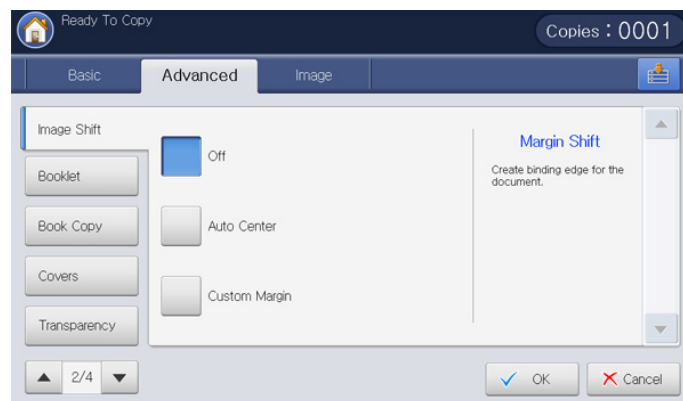 Ready To Copy
Copies : 0001
Basic
Advanced
Image
Image Shift
Booklet
Book Copy
Covers
Transparency
2/4
Off
Auto Center
Custom Margin
Margin Shift
Create binding edge for the
document.
OK
Cancel